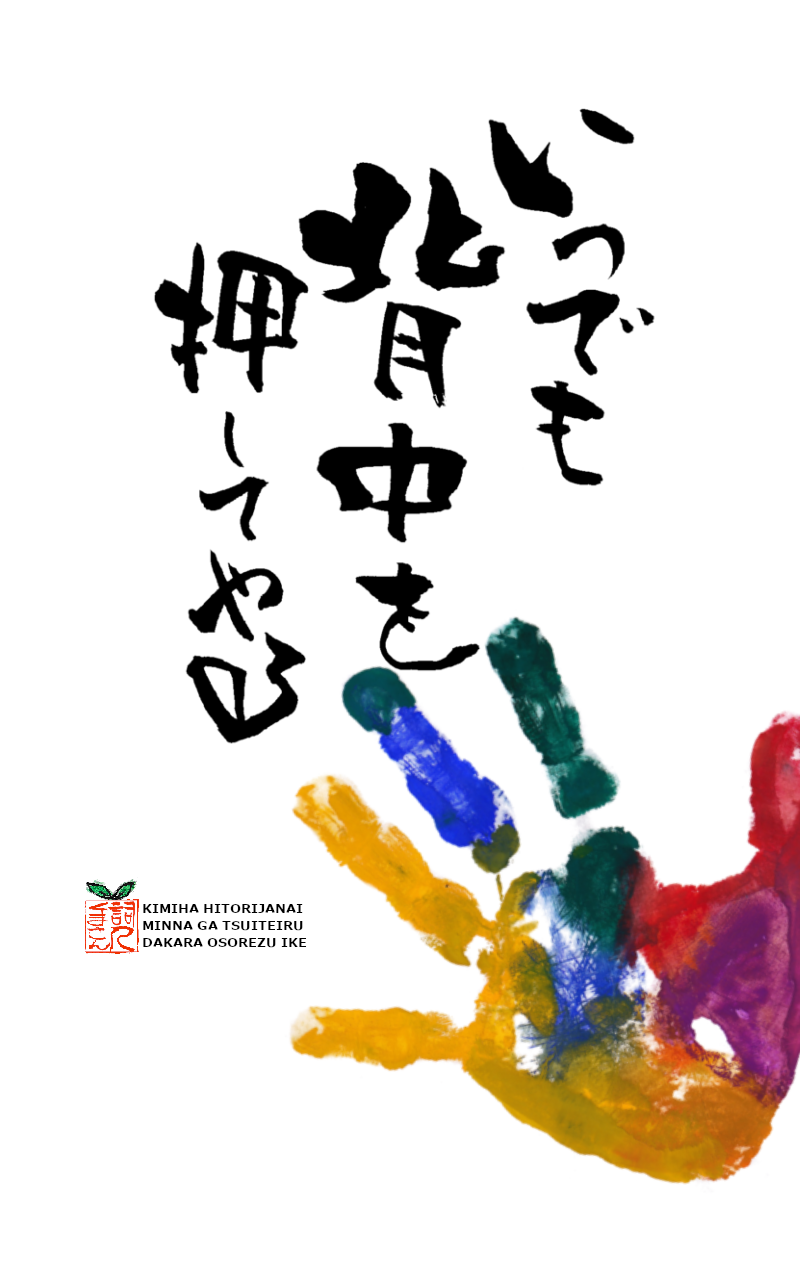 いつでも
背中を
押してやる
KIMIHA HITORIJANAI
MINNA GA TSUITEIRU
DAKARA OSOREZU IKE